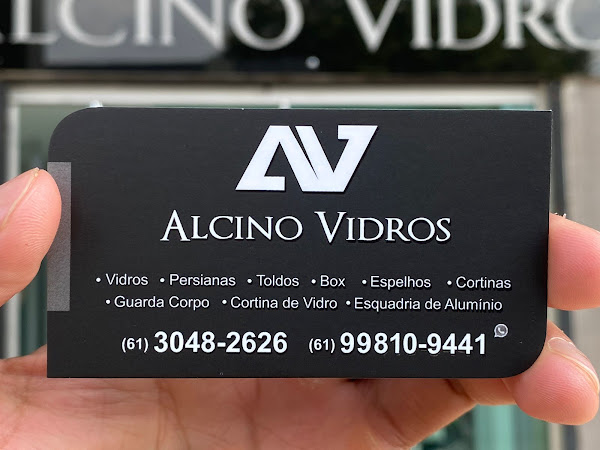 ALCINO VIDRO
AV
ALCINO VIDROS
• Vidros • Persianas • Toldos • Box • Espelhos • Cortinas
• Guarda Corpo • Cortina de Vidro • Esquadria de Alumínio
(61) 3048-2626 (61) 99810-9441